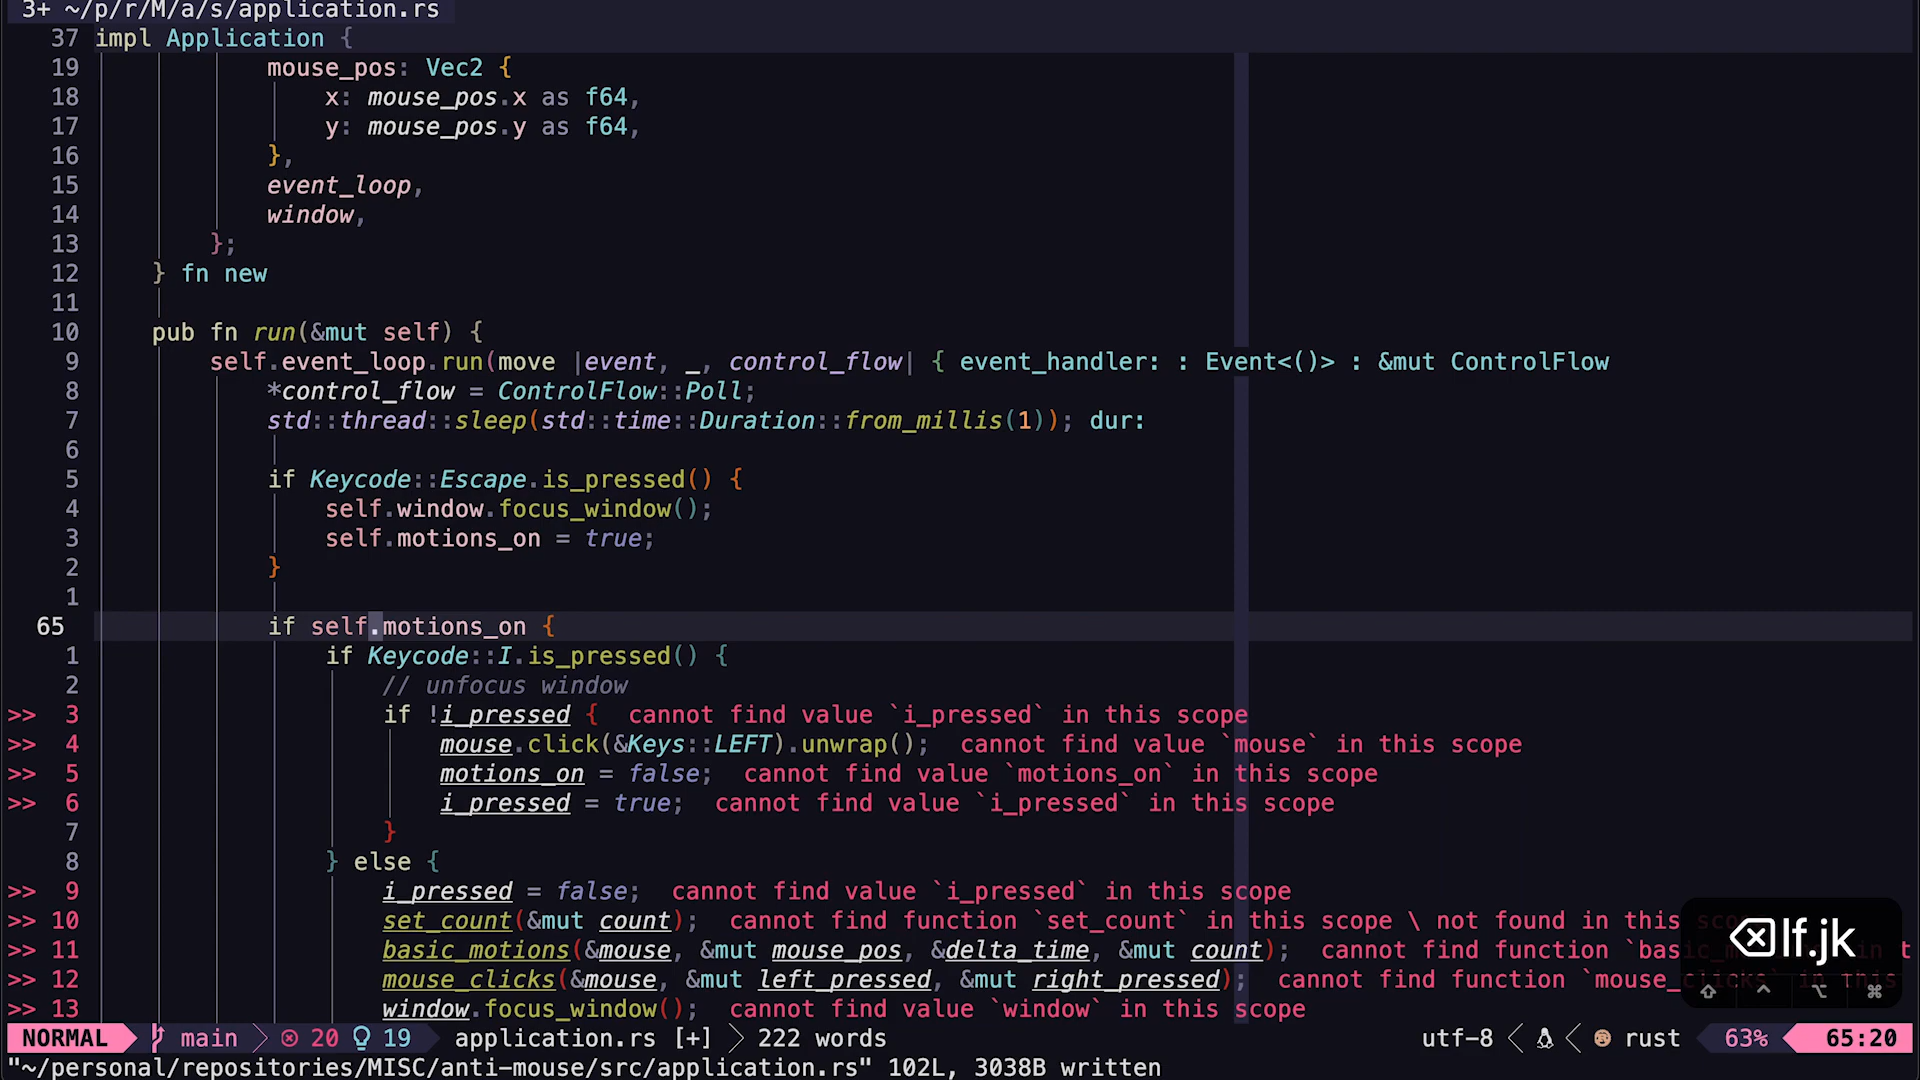 3+ ~/p/r/M/a/s/application.rs
37 impl Application {
19 mouse_pos: Vec2 {
18 x: mouse_pos.x as f64,
17 y: mouse_pos.y as f64,
16 },
15 event_loop,
14 window,
13 };
12 } fn new
11
10 pub fn run(&mut self) {
9 self.event_loop.run(move |event, _, control_flow| { event_handler: : Event<()> : &mut ControlFlow
8 *control_flow = ControlFlow::Poll;
7 std::thread::sleep(std::time::Duration::from_millis(1)); dur:
6
5 if Keycode::Escape.is_pressed() {
4 self.window.focus_window();
3 self.motions_on = true;
2 }
1
65 if self.motions_on {
1 if Keycode::I.is_pressed() {
2 // unfocus window
>> 3 if !i_pressed { cannot find value `i_pressed` in this scope
>> 4 mouse.click(&Keys::LEFT).unwrap(); cannot find value `mouse` in this scope
>> 5 motions_on = false; cannot find value `motions_on` in this scope
>> 6 i_pressed = true; cannot find value `i_pressed` in this scope
7 }
8 } else {
>> 9 i_pressed = false; cannot find value `i_pressed` in this scope
>> 10 set_count(&mut count); cannot find function `set_count` in this scope \ not found in this
>> 11 basic_motions(&mouse, &mut mouse_pos, &delta_time, &mut count); cannot find function
>> 12 mouse_clicks(&mouse, &mut left_pressed, &mut right_pressed); cannot find function `mouse_clicks` in this
>> 13 window.focus_window(); cannot find value `window` in this scope
⌫lf.jk
⇧ ^ ⌥ ⌘
NORMAL main 20 19 application.rs [+] 222 words utf-8 rust 63% 65:20
"~/personal/repositories/MISC/anti-mouse/src/application.rs" 102L, 3038B written